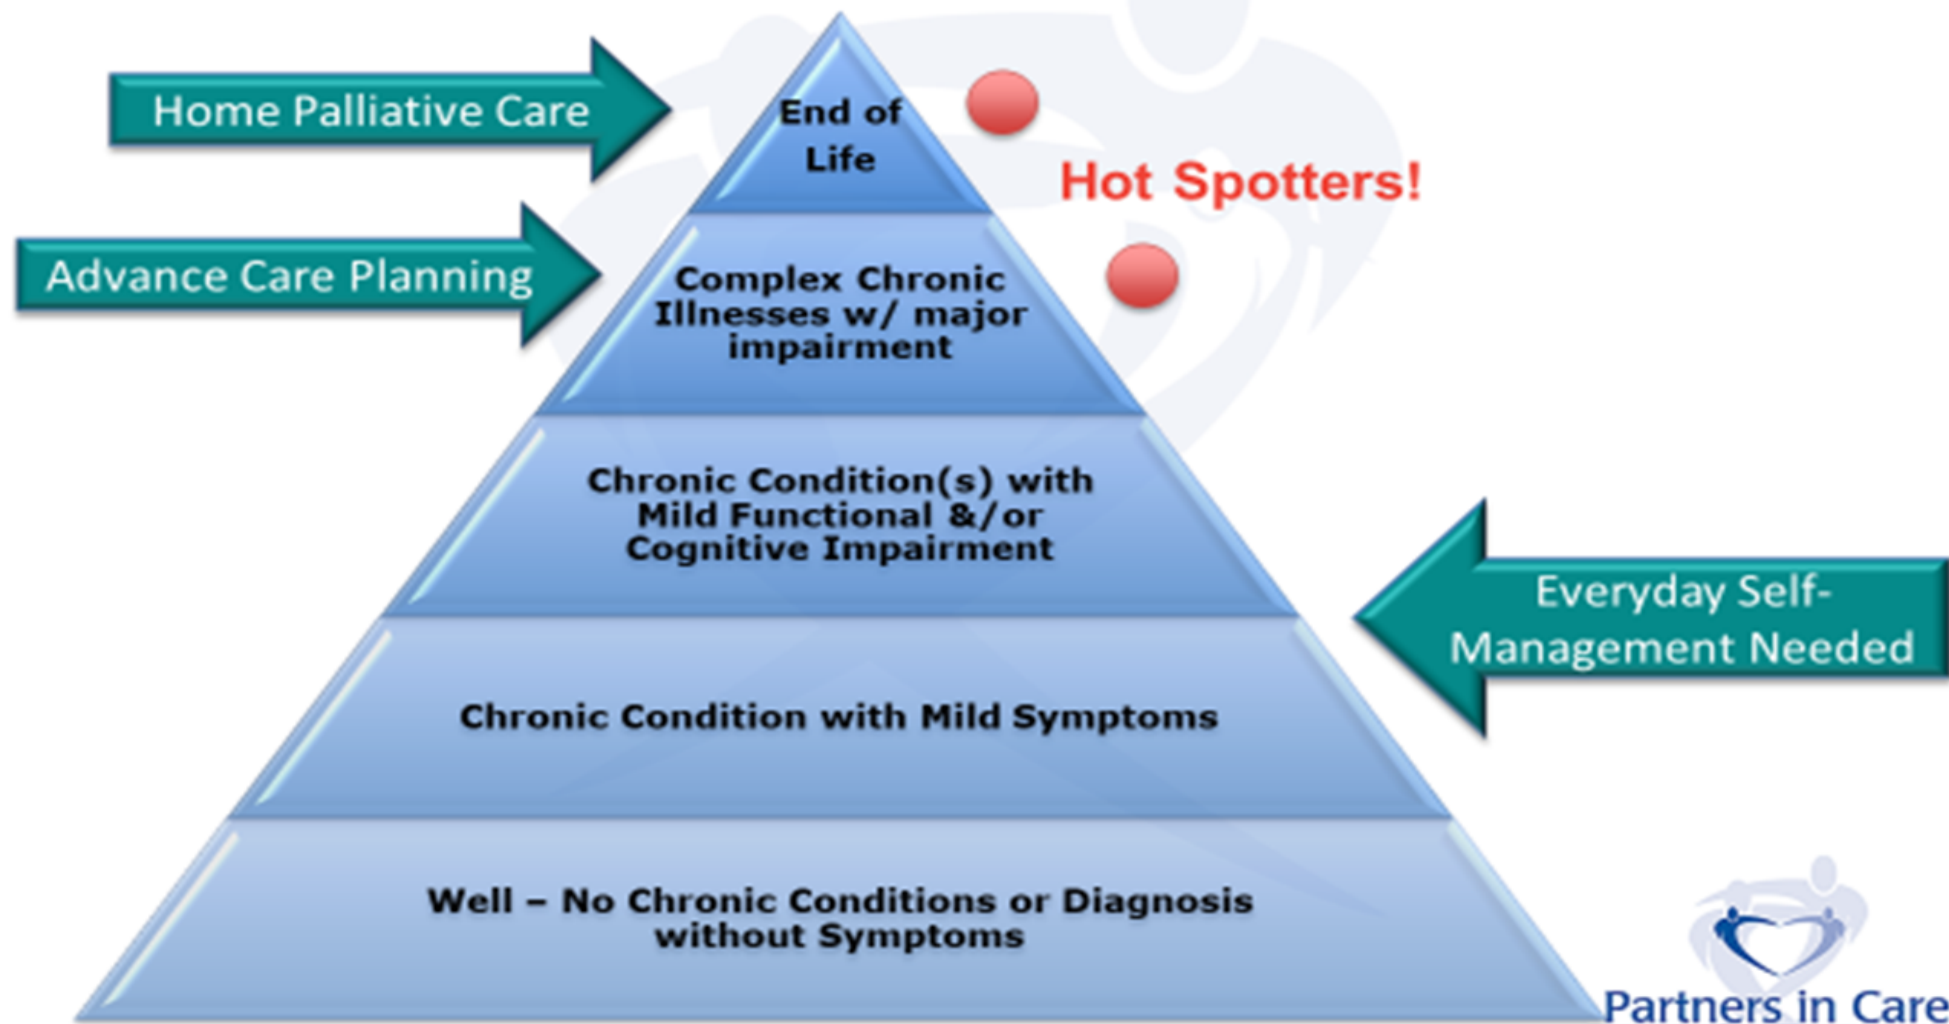 Home Palliative Care
End of
Life
Hot Spotters!
Advance Care Planning
Complex Chronic
Illnesses w/ major
impairment
Chronic Condition(s) with
Mild Functional &/or
Cognitive Impairment
Everyday Self-
Management Needed
Chronic Condition with Mild Symptoms
Well – No Chronic Conditions or Diagnosis
without Symptoms
Partners in Care